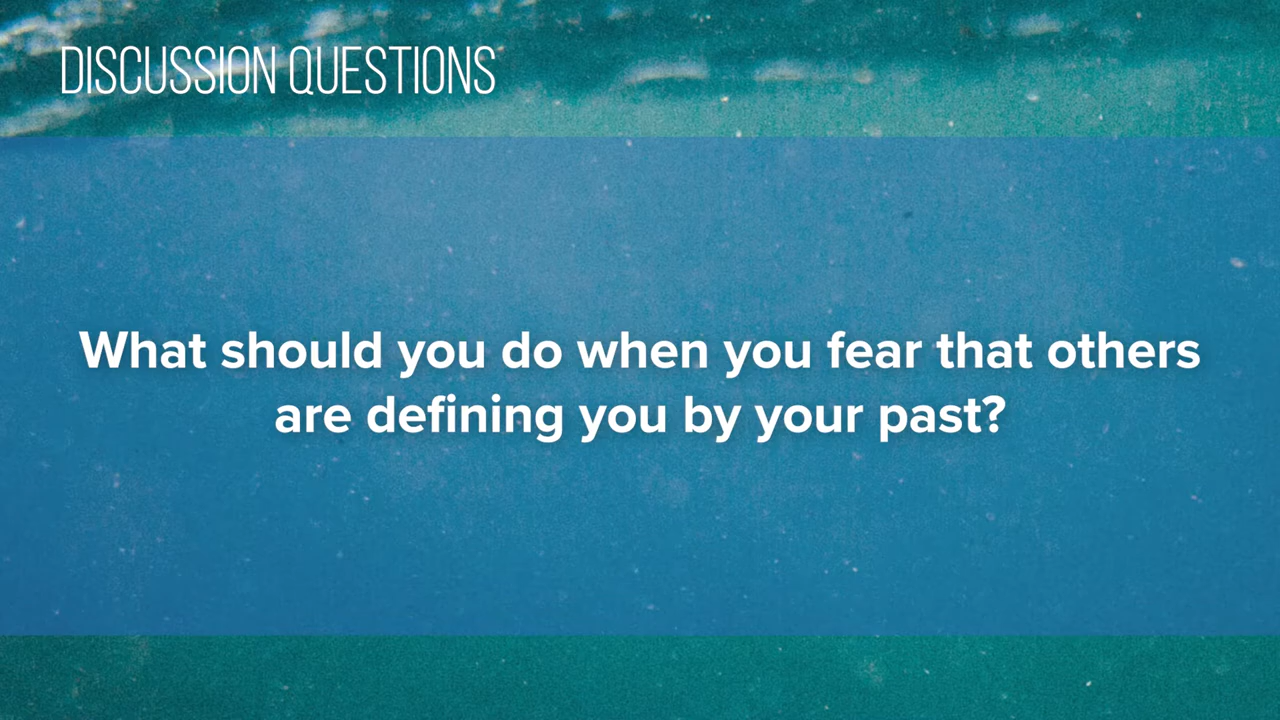 DISCUSSION QUESTIONS
What should you do when you fear that others
are defining you by your past?